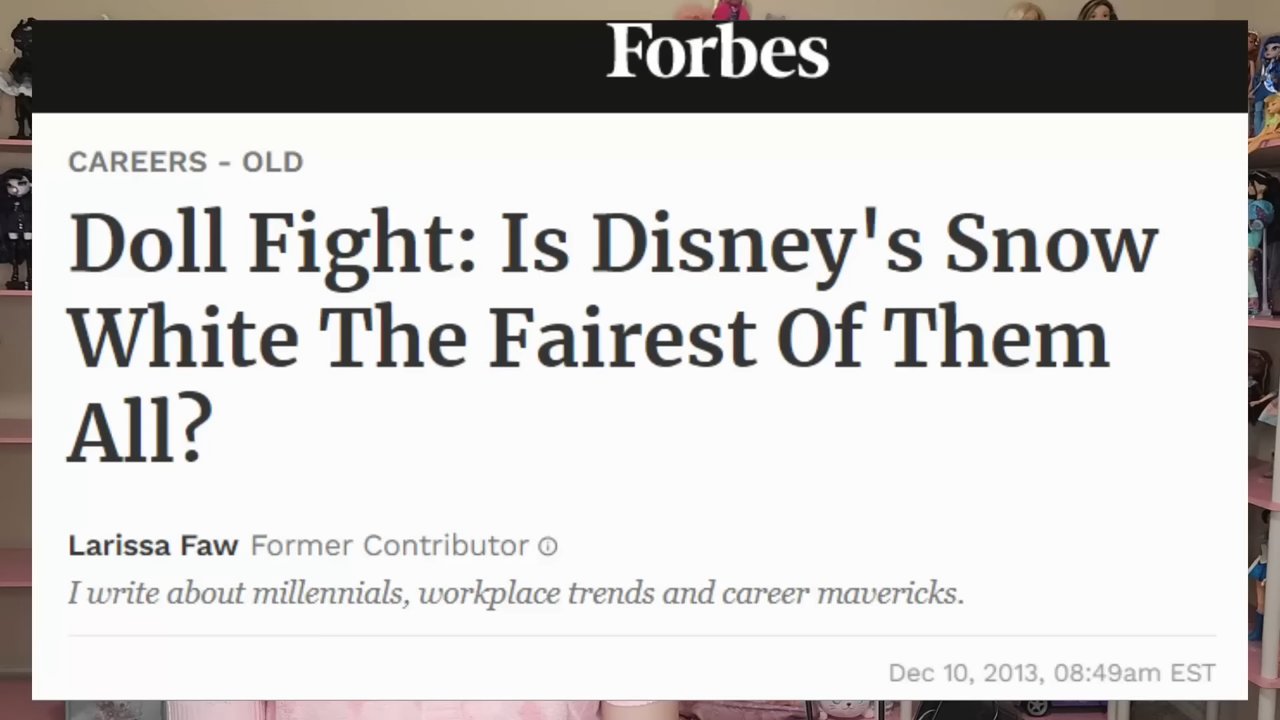 Forbes
CAREERS - OLD
Doll Fight: Is Disney's Snow
White The Fairest Of Them
All?
Larissa Faw Former Contributor
I write about millennials, workplace trends and career mavericks.
Dec 10, 2013, 08:49am EST